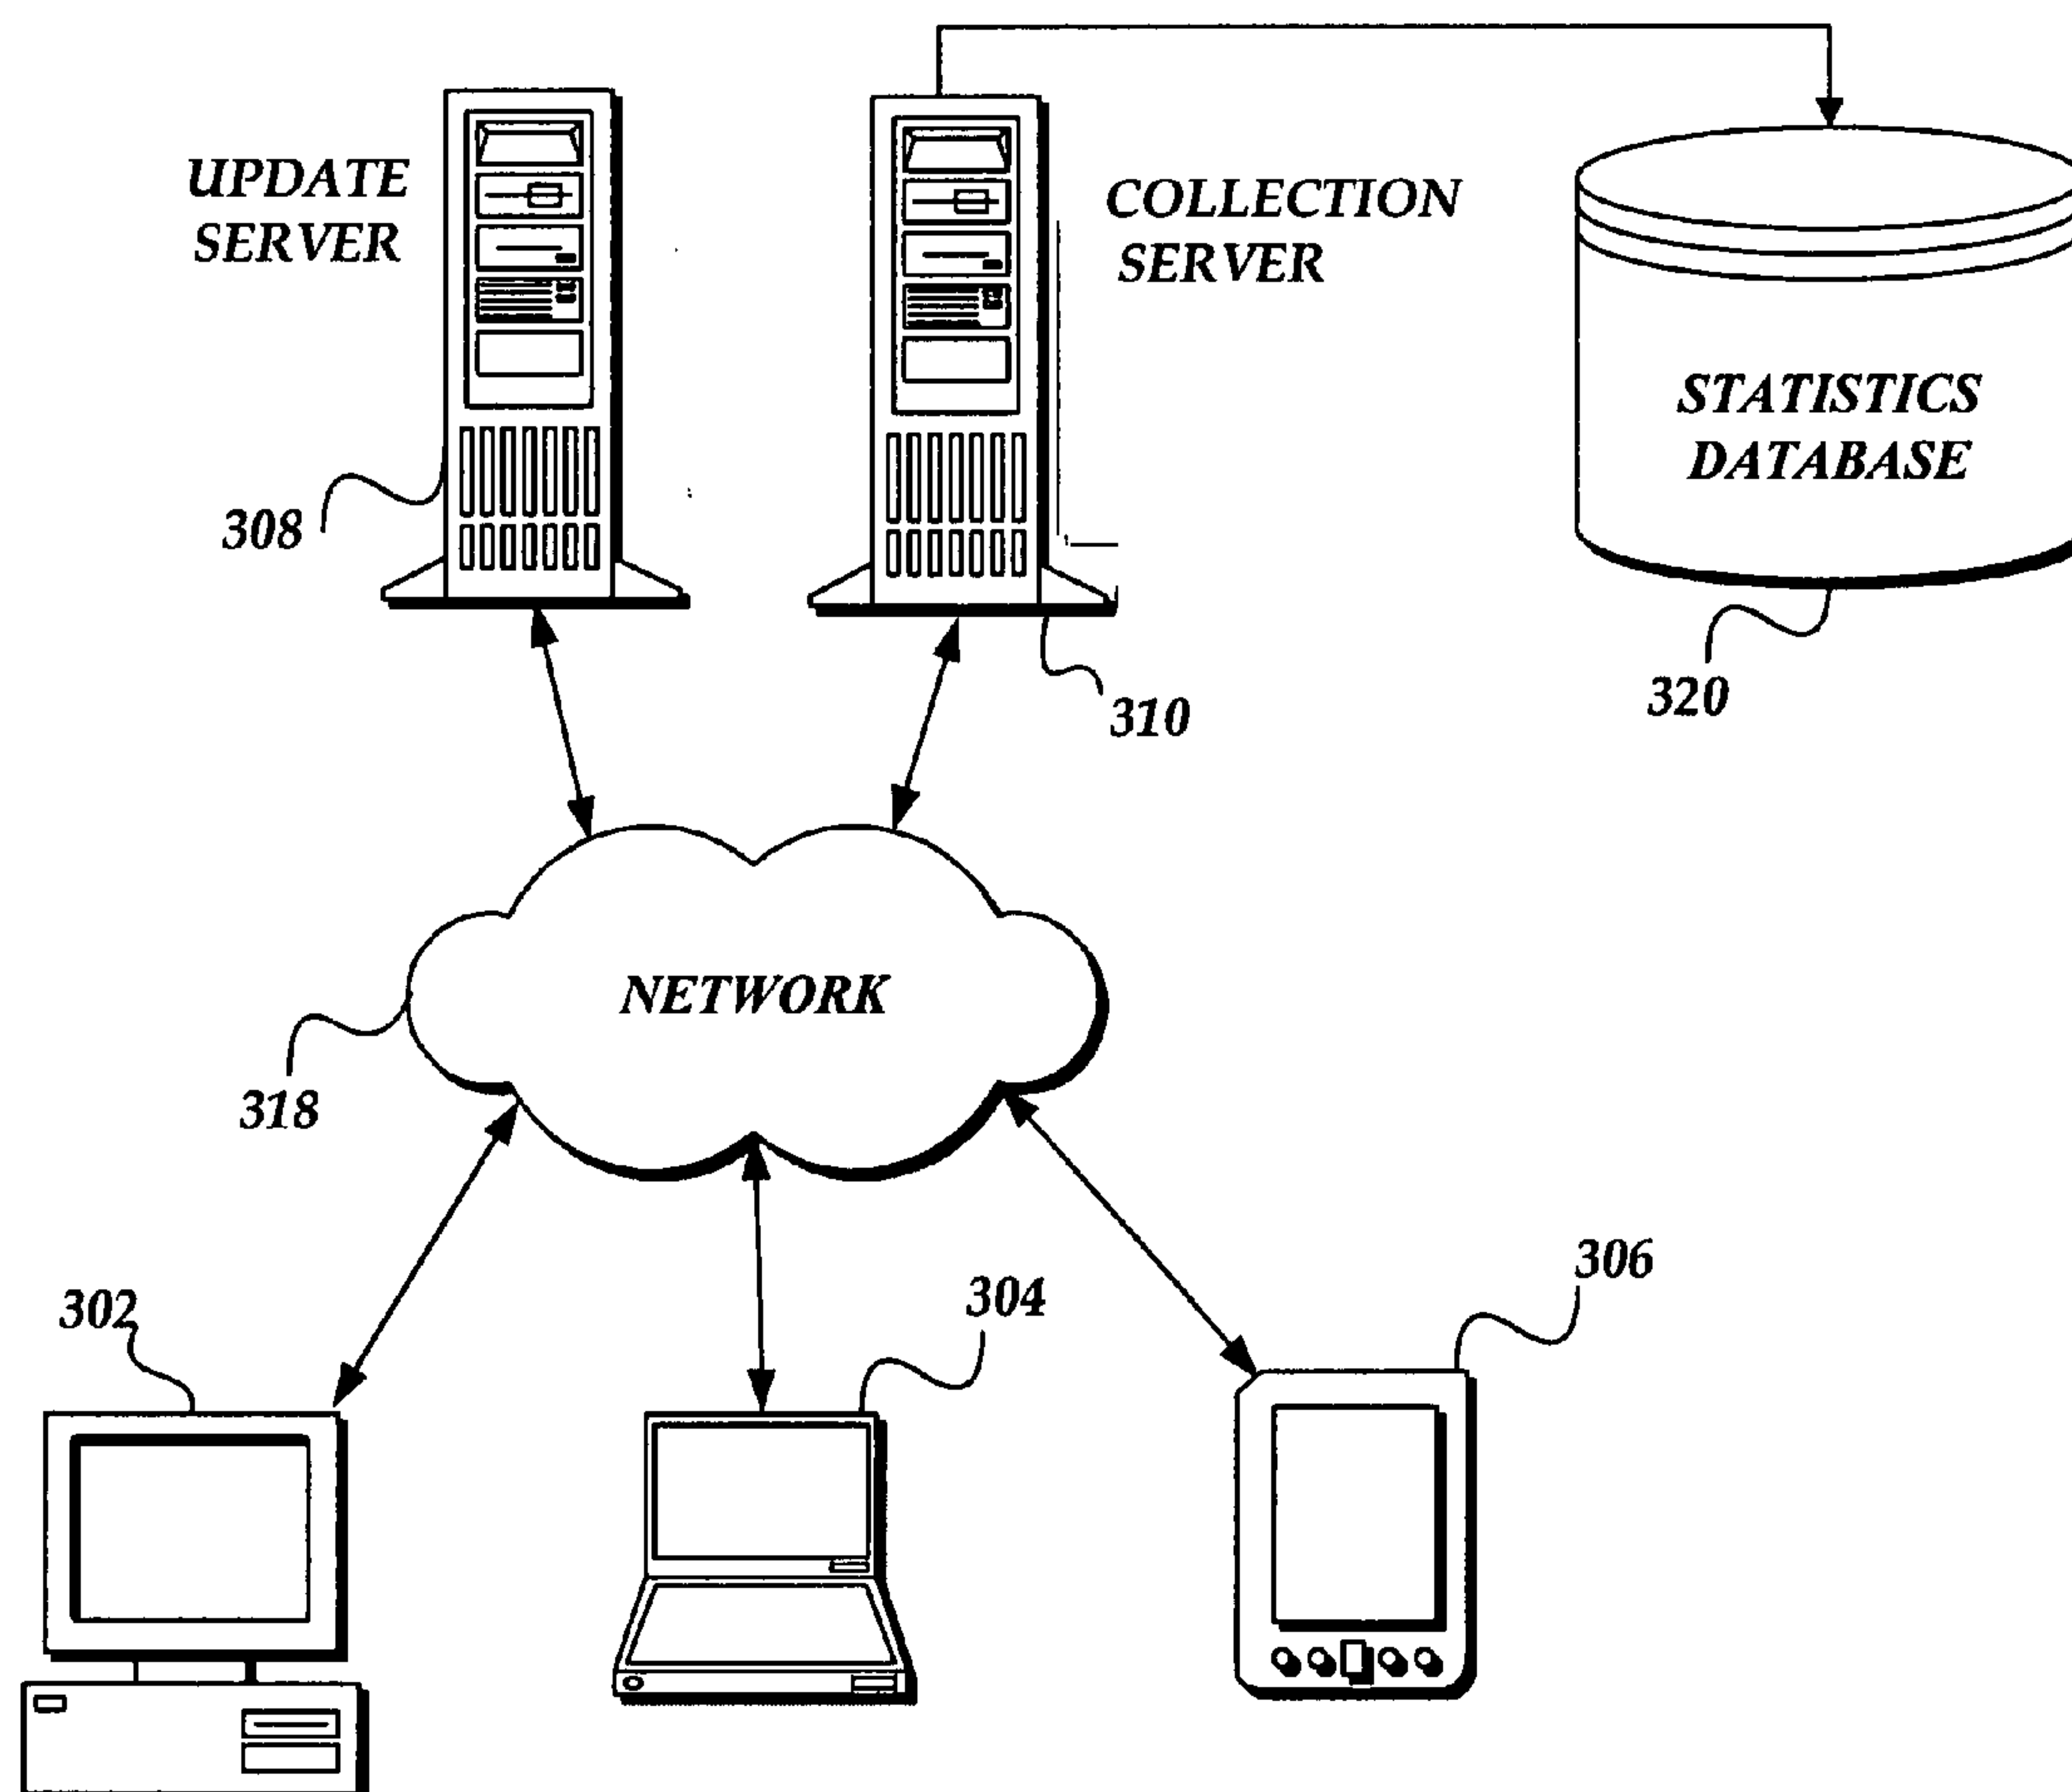 UPDATE
SERVER
COLLECTION
SERVER
STATISTICS
DATABASE
308
310
320
NETWORK
318
302
304
306